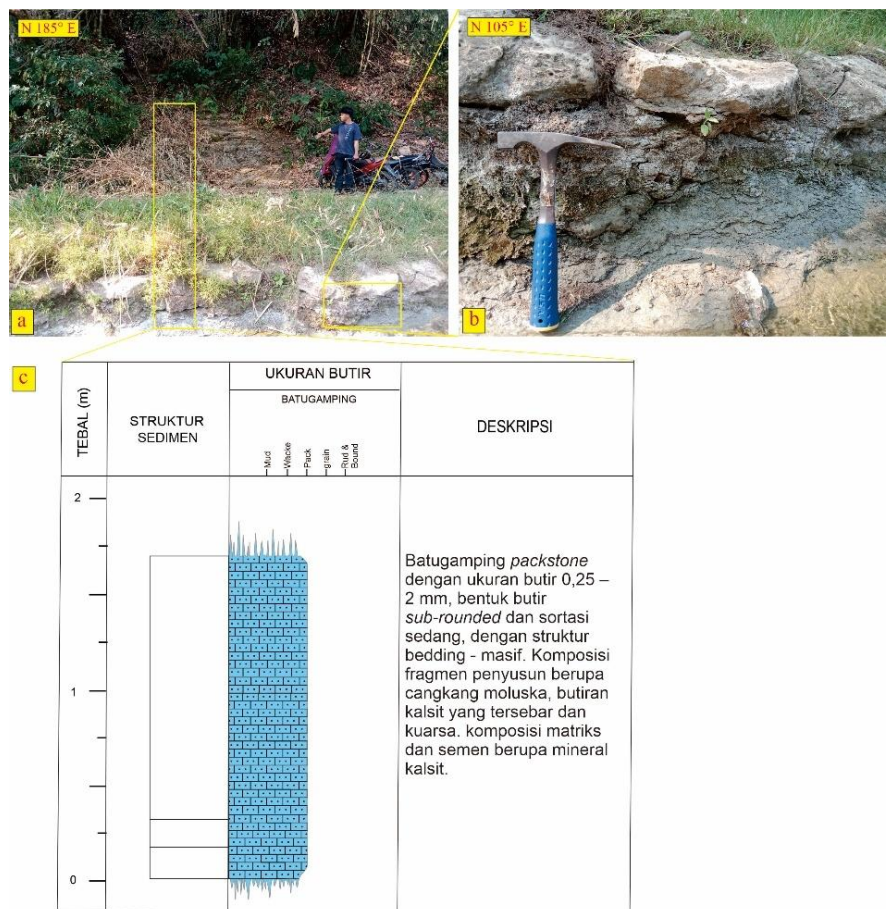 N 185° E
N 105° E
a
b
c
TEBAL (m)
STRUKTUR
SEDIMEN
UKURAN BUTIR
BATUGAMPING
Mud
Wacke
Pack
grain
Rud &
Bound
DESKRIPSI
2
1
0
Batugamping packstone
dengan ukuran butir 0,25 –
2 mm, bentuk butir
sub-rounded dan sortasi
sedang, dengan struktur
bedding - masif. Komposisi
fragmen penyusun berupa
cangkang moluska, butiran
kalsit yang tersebar dan
kuarsa. komposisi matriks
dan semen berupa mineral
kalsit.